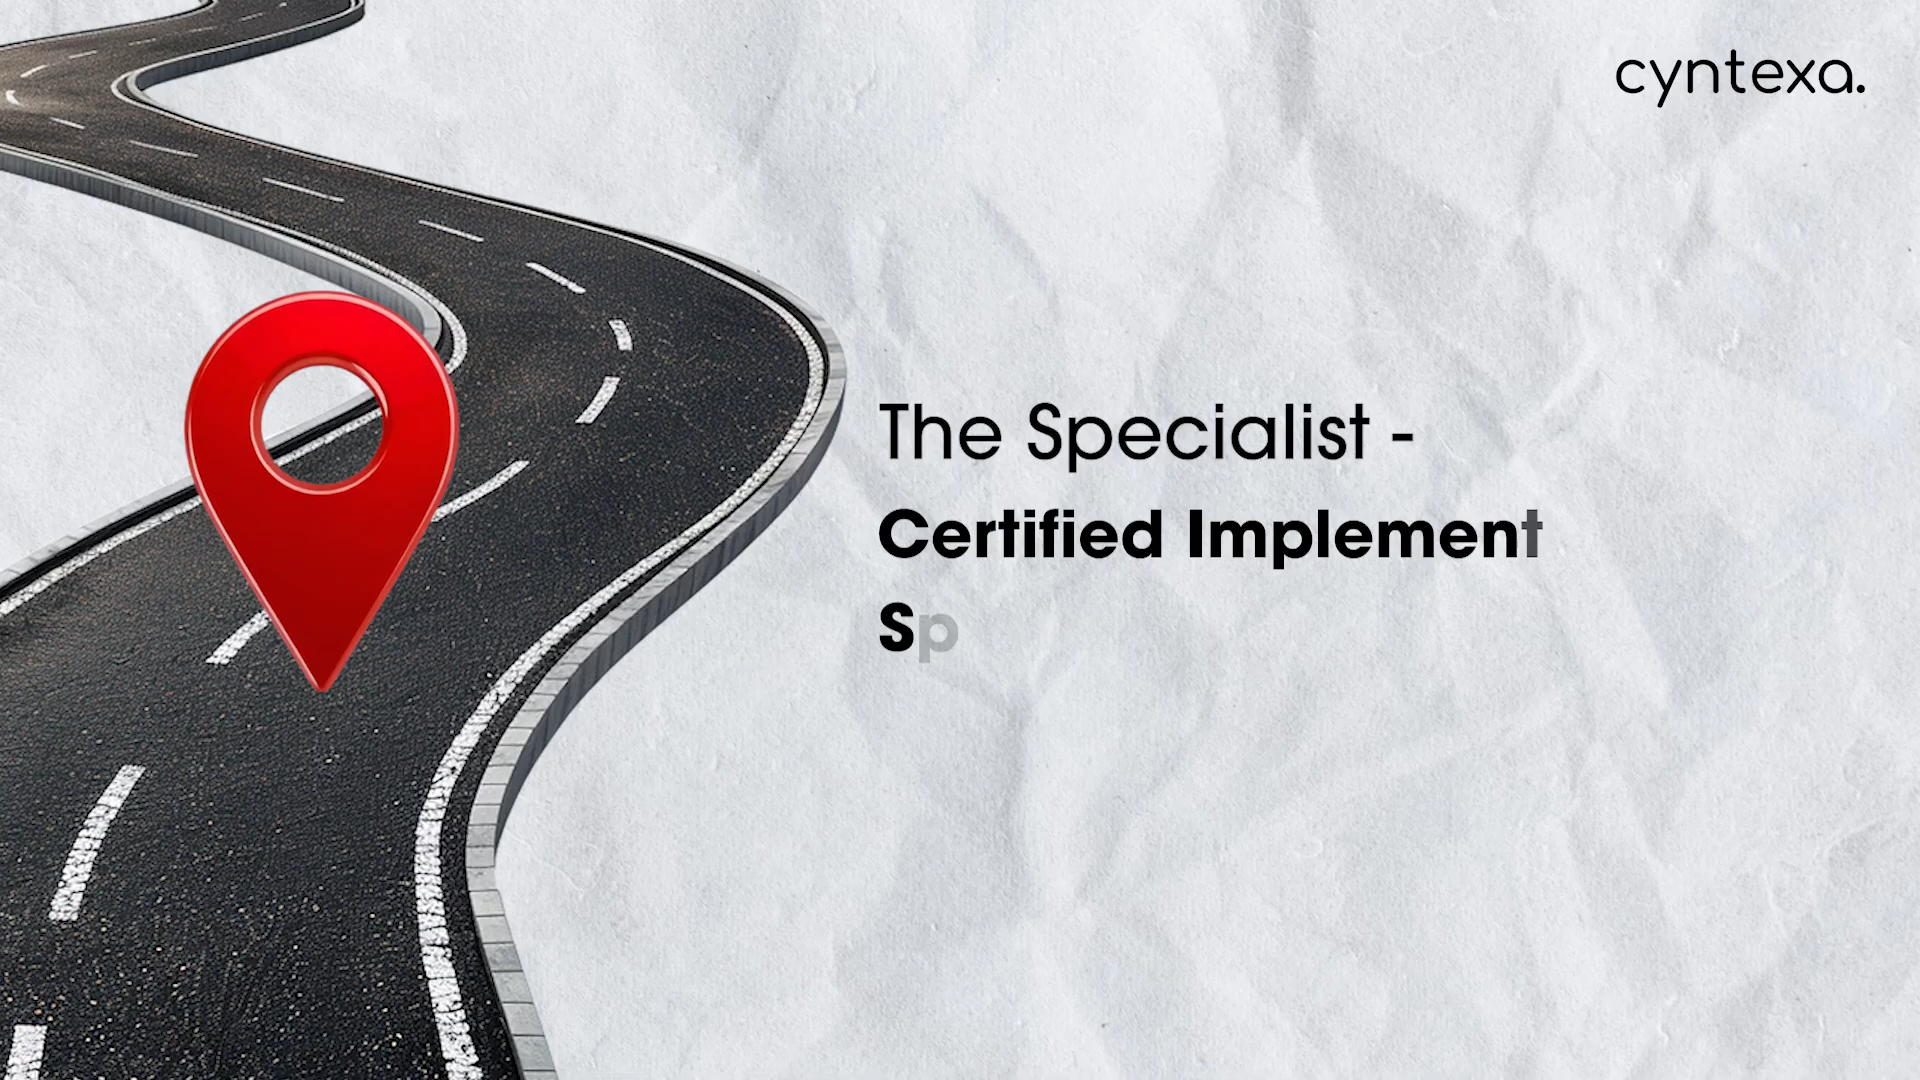 cyntexa.
The Specialist -
Certified Implement
Sp